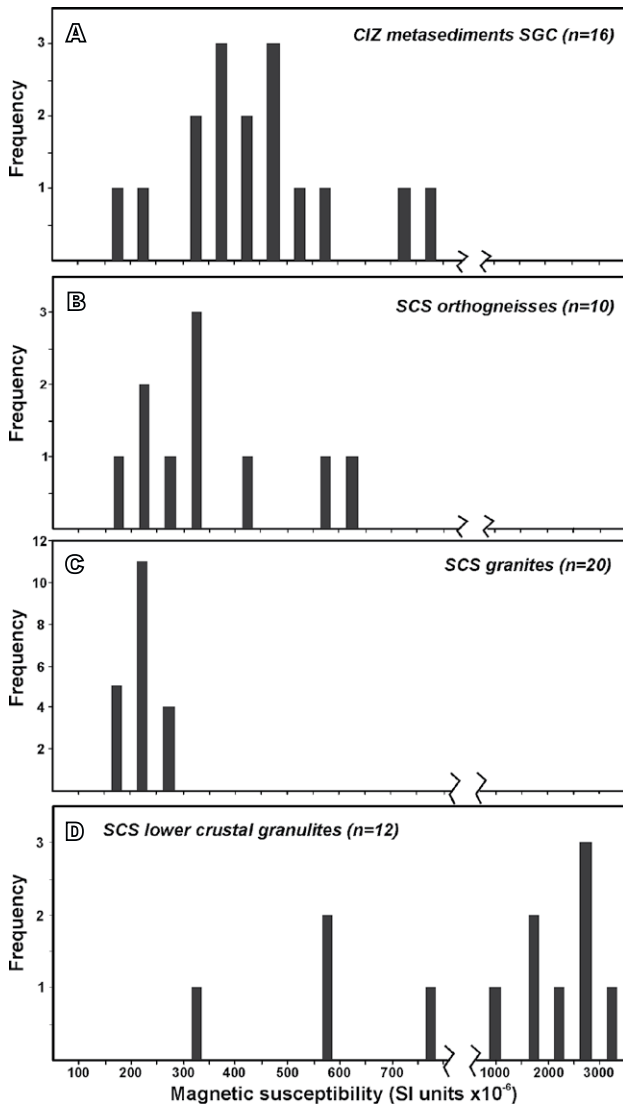 A
CIZ metasediments SGC (n=16)
Frequency
3
2
1
B
SCS orthogneisses (n=10)
Frequency
3
2
1
C
SCS granites (n=20)
Frequency
12
10
8
6
4
2
D
SCS lower crustal granulites (n=12)
Frequency
3
2
1
100 200 300 400 500 600 700 1000 2000 3000
Magnetic susceptibility (SI units x10⁻⁶)